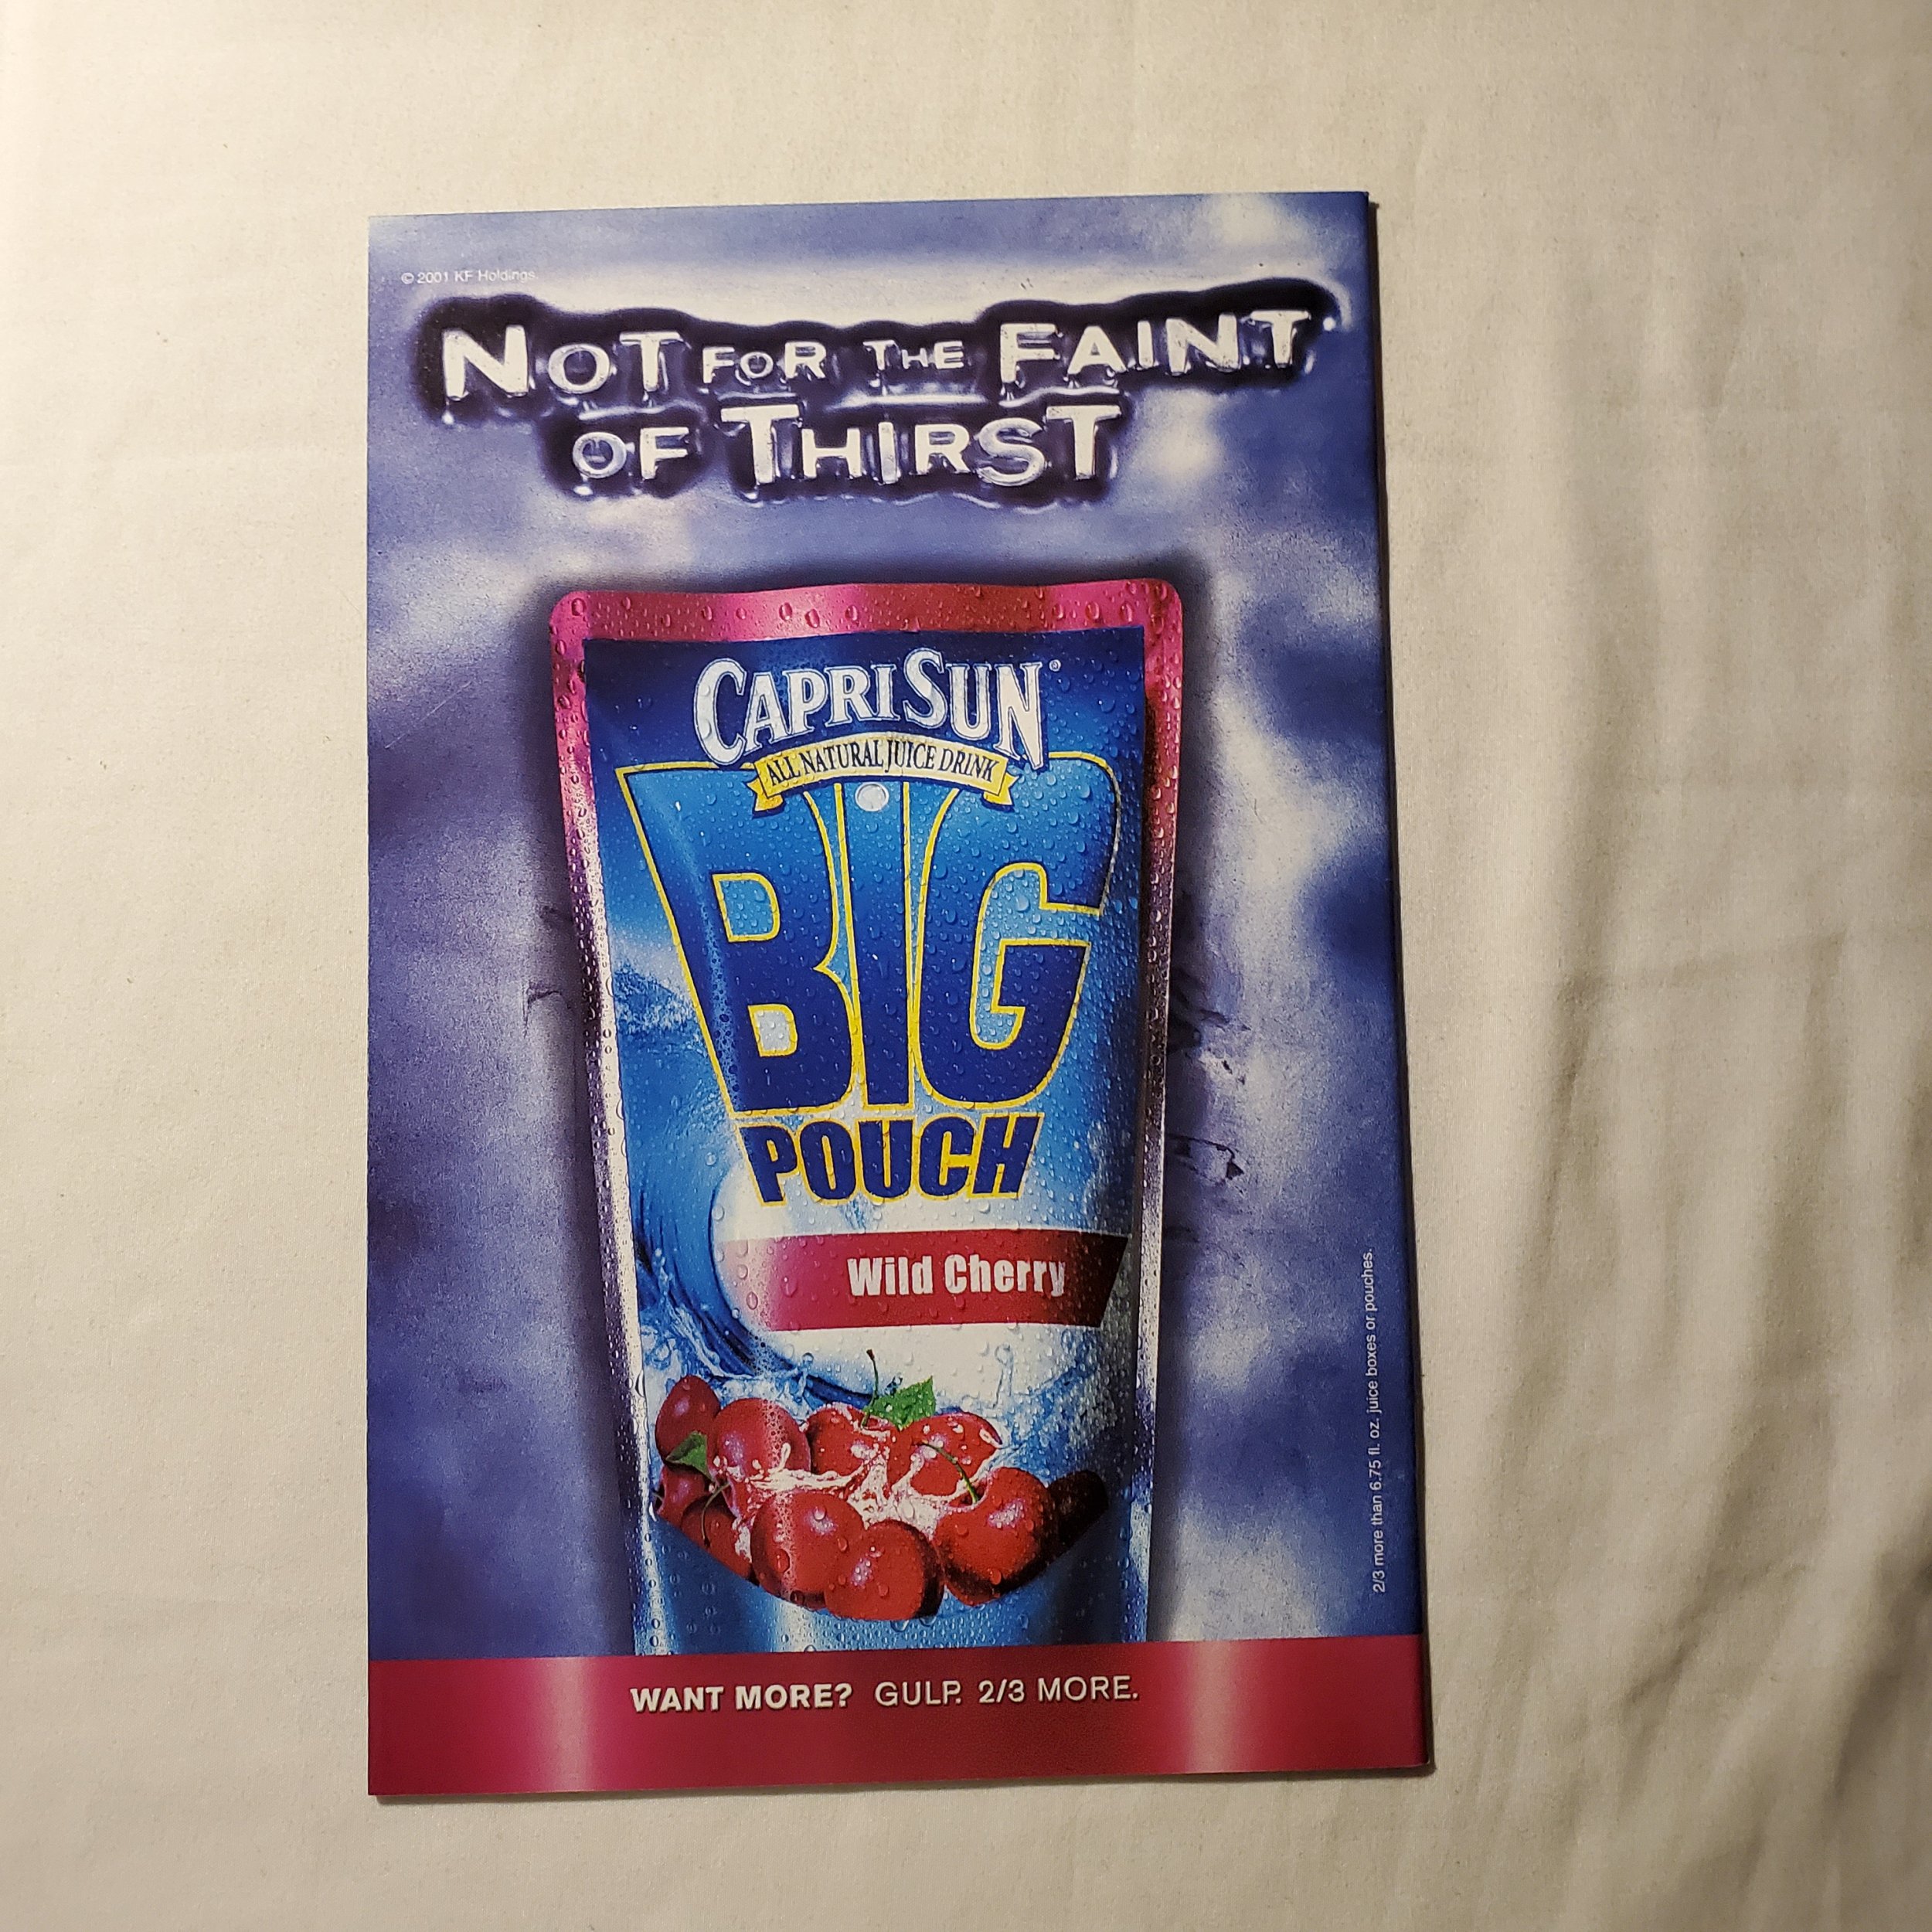 © 2001 KF Holdings.
NOT FOR THE FAINT
OF THIRST
CAPRI SUN®
ALL NATURAL JUICE DRINK
BIG
POUCH
Wild Cherry
2/3 more than 6.75 fl. oz. juice boxes or pouches.
WANT MORE? GULP. 2/3 MORE.